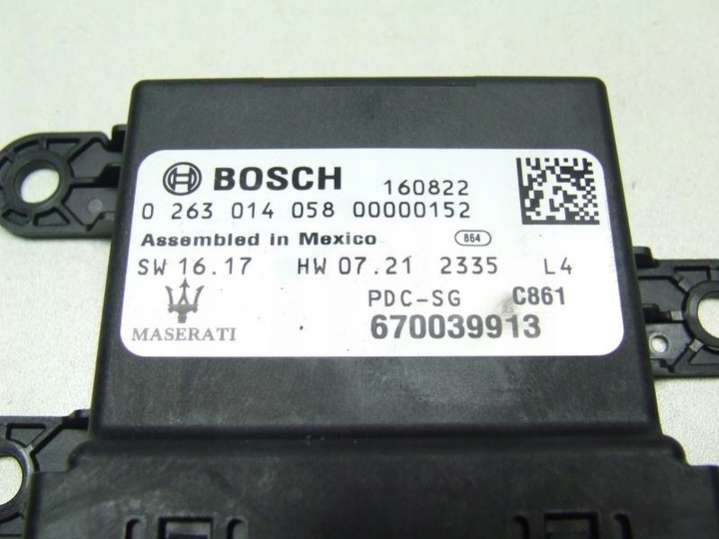 BOSCH 160822
0 263 014 058 00000152
Assembled in Mexico 864
SW 16.17 HW 07.21 2335 L4
PDC-SG C861
MASERATI 670039913